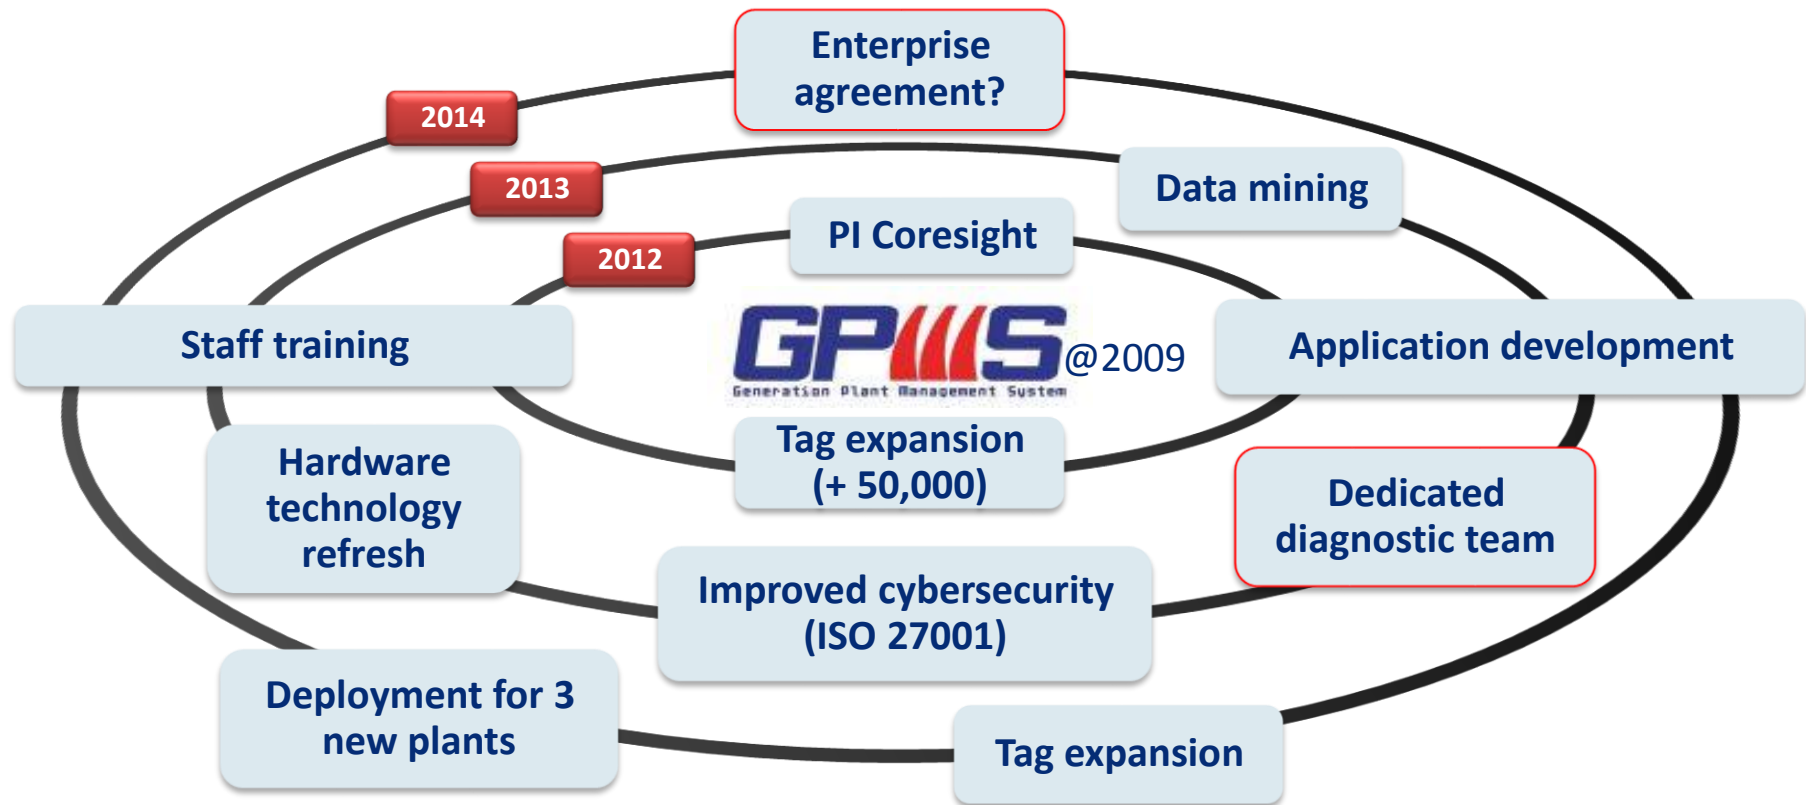 Enterprise
agreement?
2014
2013
Data mining
PI Coresight
2012
Staff training
GPMS
@2009
Generation Plant Management System
Application development
Tag expansion
(+ 50,000)
Hardware
technology
refresh
Dedicated
diagnostic team
Improved cybersecurity
(ISO 27001)
Deployment for 3
new plants
Tag expansion